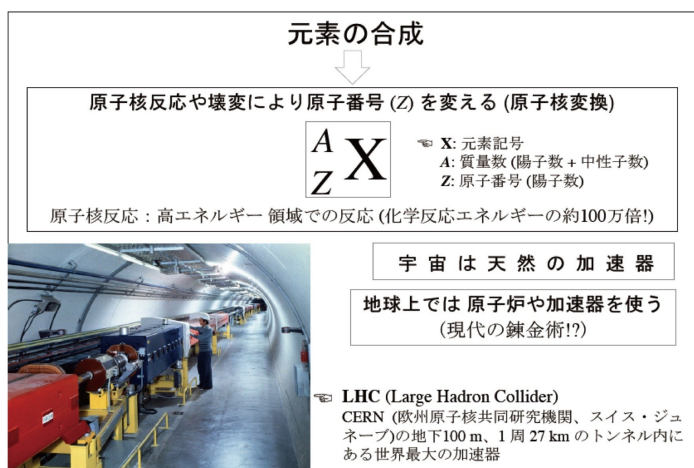 元素の合成
原子核反応や壊変により原子番号 (Z) を変える (原子核変換)
A
Z X
☜ X: 元素記号
A: 質量数 (陽子数 + 中性子数)
Z: 原子番号 (陽子数)
原子核反応：高エネルギー 領域での反応 (化学反応エネルギーの約100万倍!)
宇宙は天然の加速器
地球上では 原子炉や加速器を使う
(現代の錬金術!?)
☜ LHC (Large Hadron Collider)
CERN (欧州原子核共同研究機関、スイス・ジュ
ネーブ)の地下100 m、1 周 27 km のトンネル内に
ある世界最大の加速器